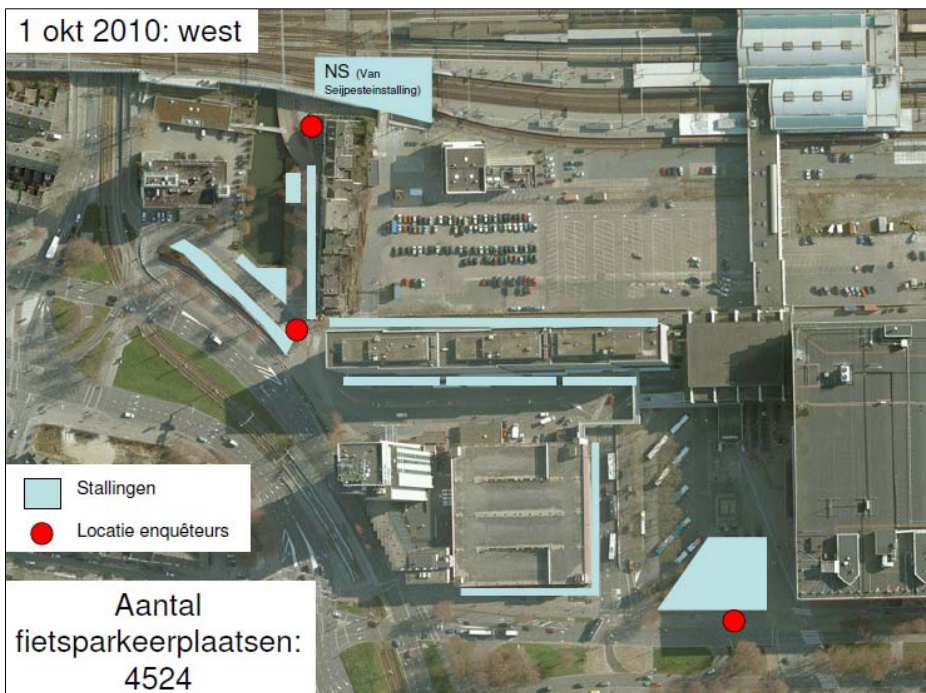 1 okt 2010: west
NS (Van
Seijpesteinstalling)
Stallingen
Locatie enquêteurs
Aantal
fietsparkeerplaatsen:
4524